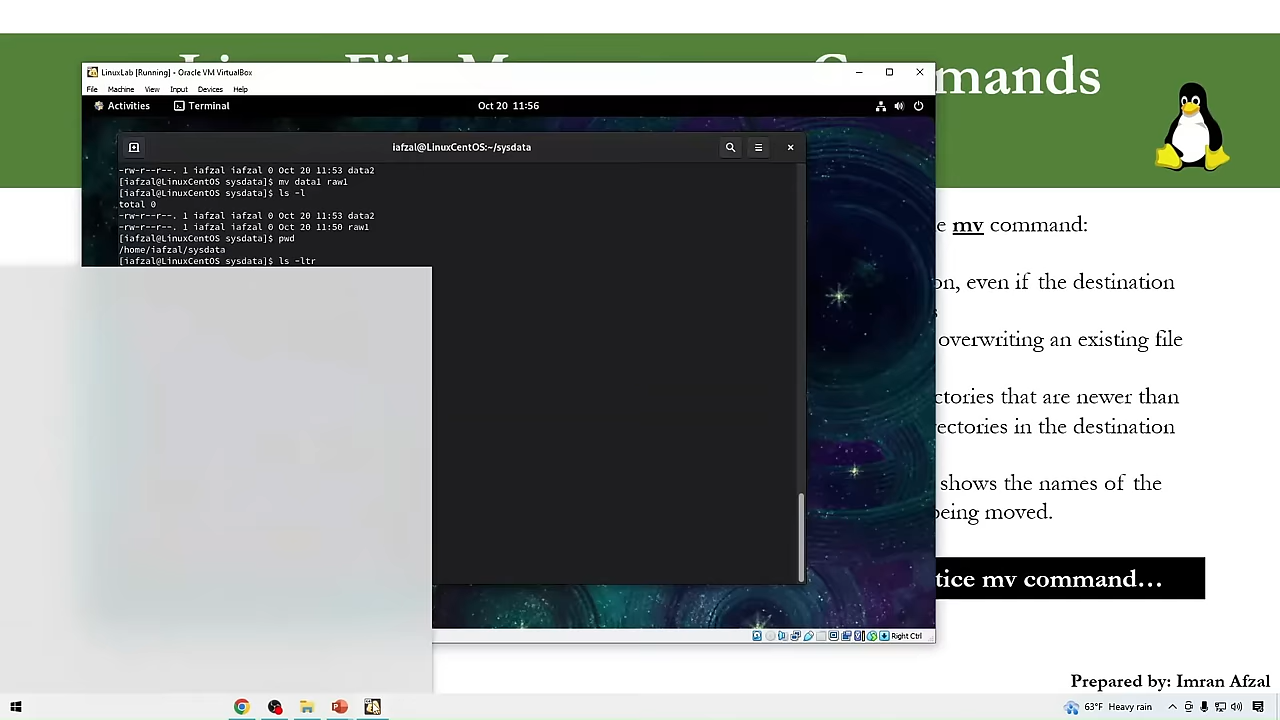 mmands
LinuxLab [Running] - Oracle VM VirtualBox
File Machine View Input Devices Help
Activities Terminal Oct 20 11:56
iafzal@LinuxCentOS:~/sysdata
-rw-r--r--. 1 iafzal iafzal 0 Oct 20 11:53 data2
[iafzal@LinuxCentOS sysdata]$ mv data1 raw1
[iafzal@LinuxCentOS sysdata]$ ls -l
total 0
-rw-r--r--. 1 iafzal iafzal 0 Oct 20 11:53 data2
-rw-r--r--. 1 iafzal iafzal 0 Oct 20 11:50 raw1
[iafzal@LinuxCentOS sysdata]$ pwd
/home/iafzal/sysdata
[iafzal@LinuxCentOS sysdata]$ ls -ltr
Right Ctrl
e mv command:
on, even if the destination
overwriting an existing file
ctories that are newer than
rectories in the destination
shows the names of the
being moved.
tice mv command…
Prepared by: Imran Afzal
63°F Heavy rain